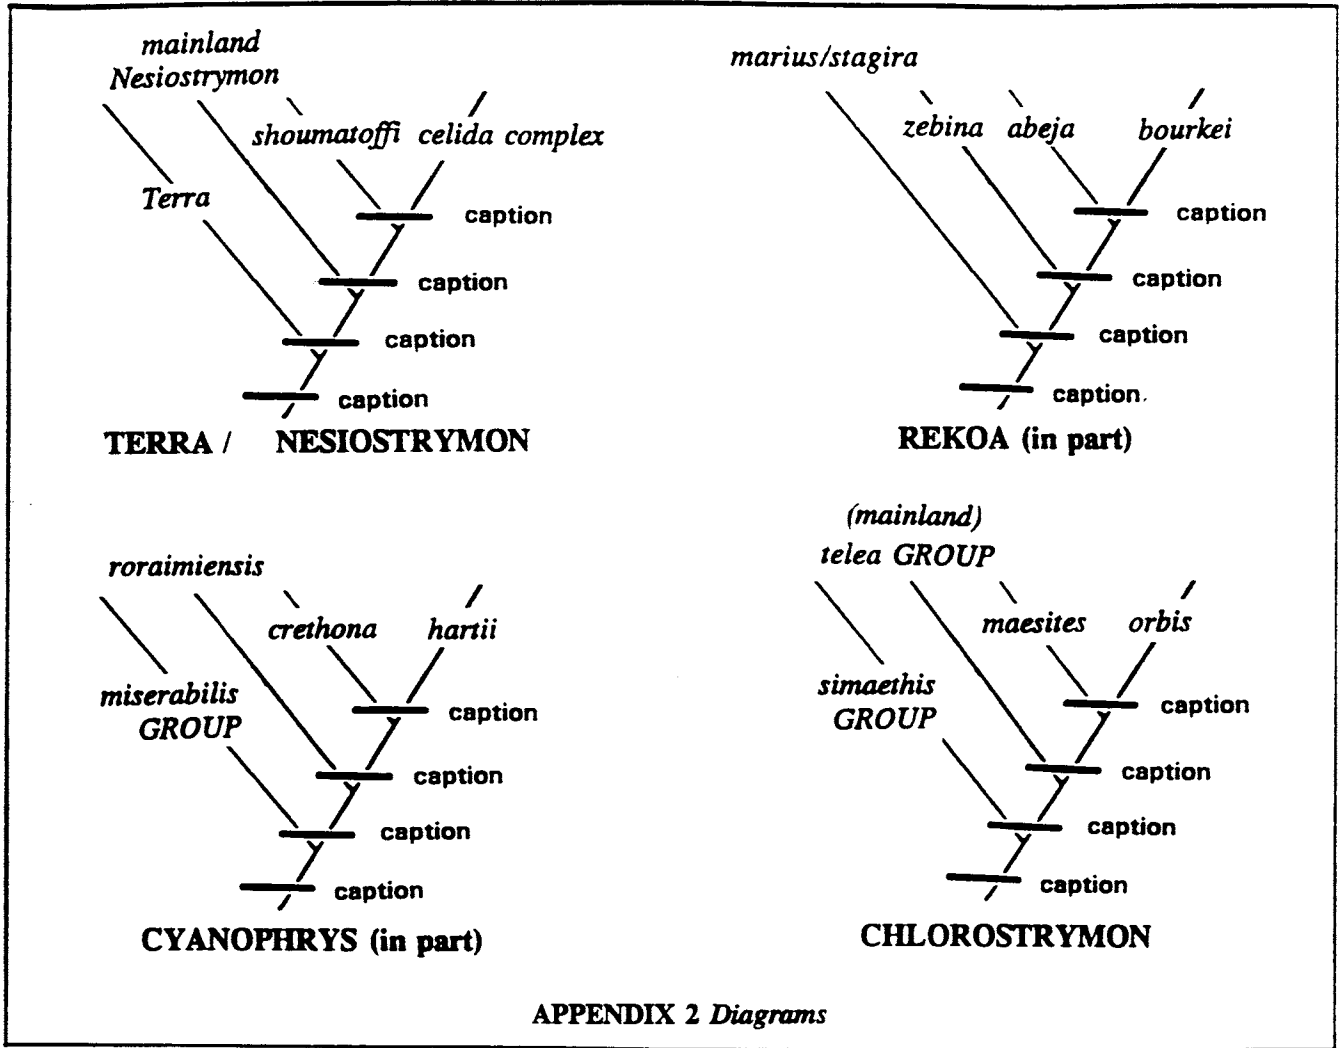 mainland
Nesiostrymon
shoumatoffi celida complex
Terra
caption
caption
caption
caption
TERRA / NESIOSTRYMON
marius/stagira
zebina abeja bourkei
caption
caption
caption
caption.
REKOA (in part)
roraimiensis
crethona hartii
miserabilis
GROUP
caption
caption
caption
caption
CYANOPHRYS (in part)
(mainland)
telea GROUP
maesites orbis
simaethis
GROUP
caption
caption
caption
caption
CHLOROSTRYMON
APPENDIX 2 Diagrams